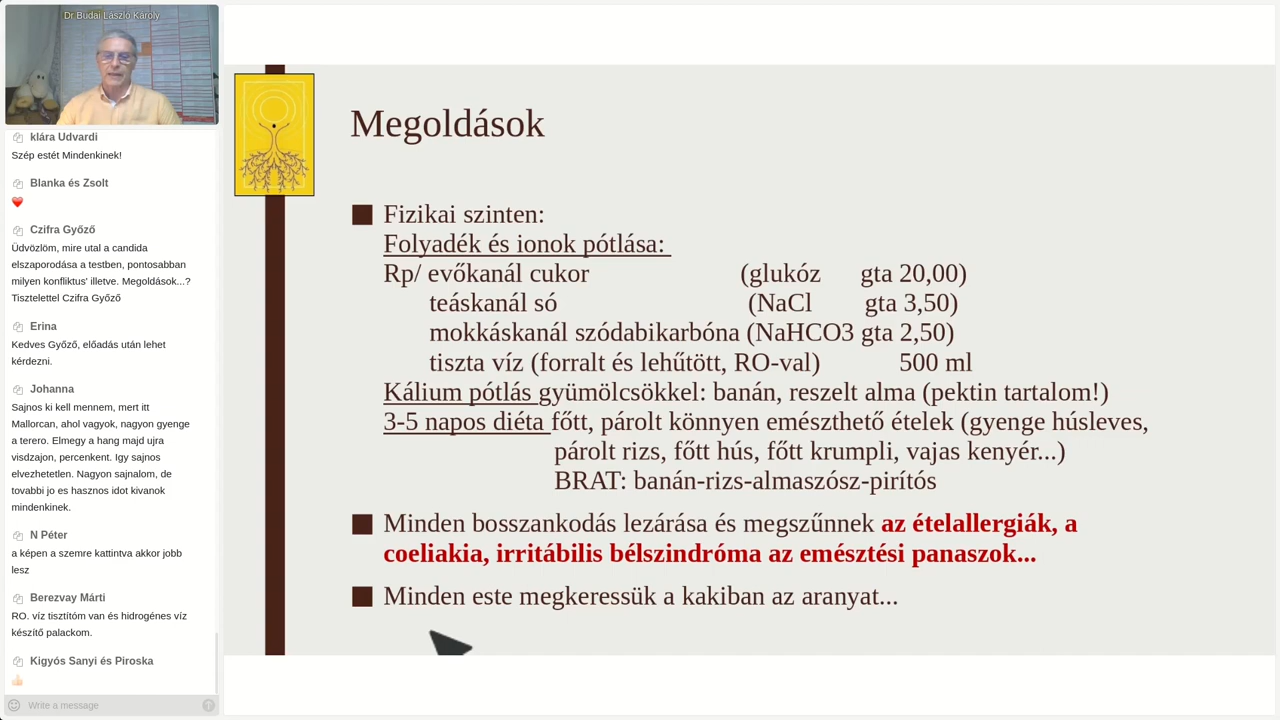 Dr Budai László Károly
klára Udvardi
Szép estét Mindenkinek!
Blanka és Zsolt
Czifra Győző
Üdvözlöm, mire utal a candida
elszaporodása a testben, pontosabban
milyen konfliktus' illetve. Megoldások...?
Tisztelettel Czifra Győző
Erina
Kedves Győző, előadás után lehet
kérdezni.
Johanna
Sajnos ki kell mennem, mert itt
Mallorcan, ahol vagyok, nagyon gyenge
a terero. Elmegy a hang majd ujra
visdzajon, percenkent. Igy sajnos
elvezhetetlen. Nagyon sajnalom, de
tovabbi jo es hasznos idot kivanok
mindenkinek.
N Péter
a képen a szemre kattintva akkor jobb
lesz
Berezvay Márti
RO. víz tisztítóm van és hidrogénes víz
készítő palackom.
Kigyós Sanyi és Piroska
Write a message
Megoldások
Fizikai szinten:
Folyadék és ionok pótlása:
Rp/ evőkanál cukor (glukóz gta 20,00)
teáskanál só (NaCl gta 3,50)
mokkáskanál szódabikarbóna (NaHCO3 gta 2,50)
tiszta víz (forralt és lehűtött, RO-val) 500 ml
Kálium pótlás gyümölcsökkel: banán, reszelt alma (pektin tartalom!)
3-5 napos diéta főtt, párolt könnyen emészthető ételek (gyenge húsleves,
párolt rizs, főtt hús, főtt krumpli, vajas kenyér...)
BRAT: banán-rizs-almaszósz-pirítós
Minden bosszankodás lezárása és megszűnnek az ételallergiák, a
coeliakia, irritábilis bélszindróma az emésztési panaszok...
Minden este megkeressük a kakiban az aranyat...